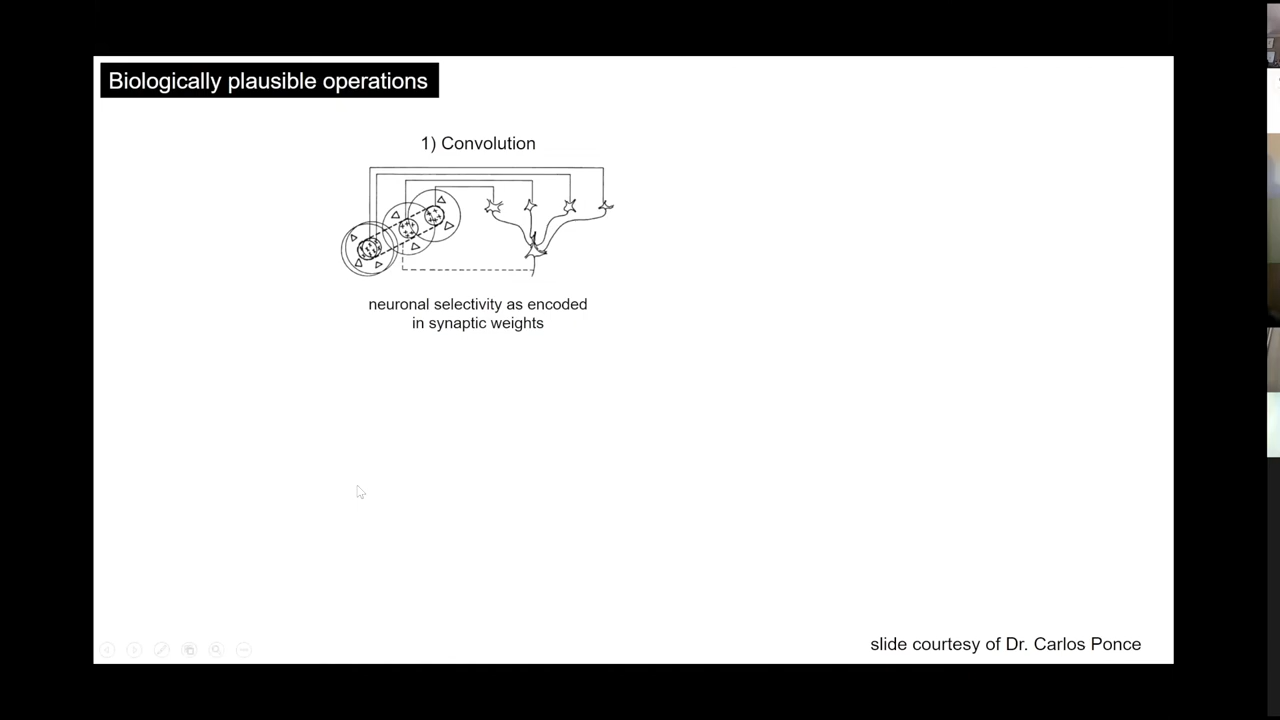 Biologically plausible operations
1) Convolution
neuronal selectivity as encoded
in synaptic weights
slide courtesy of Dr. Carlos Ponce